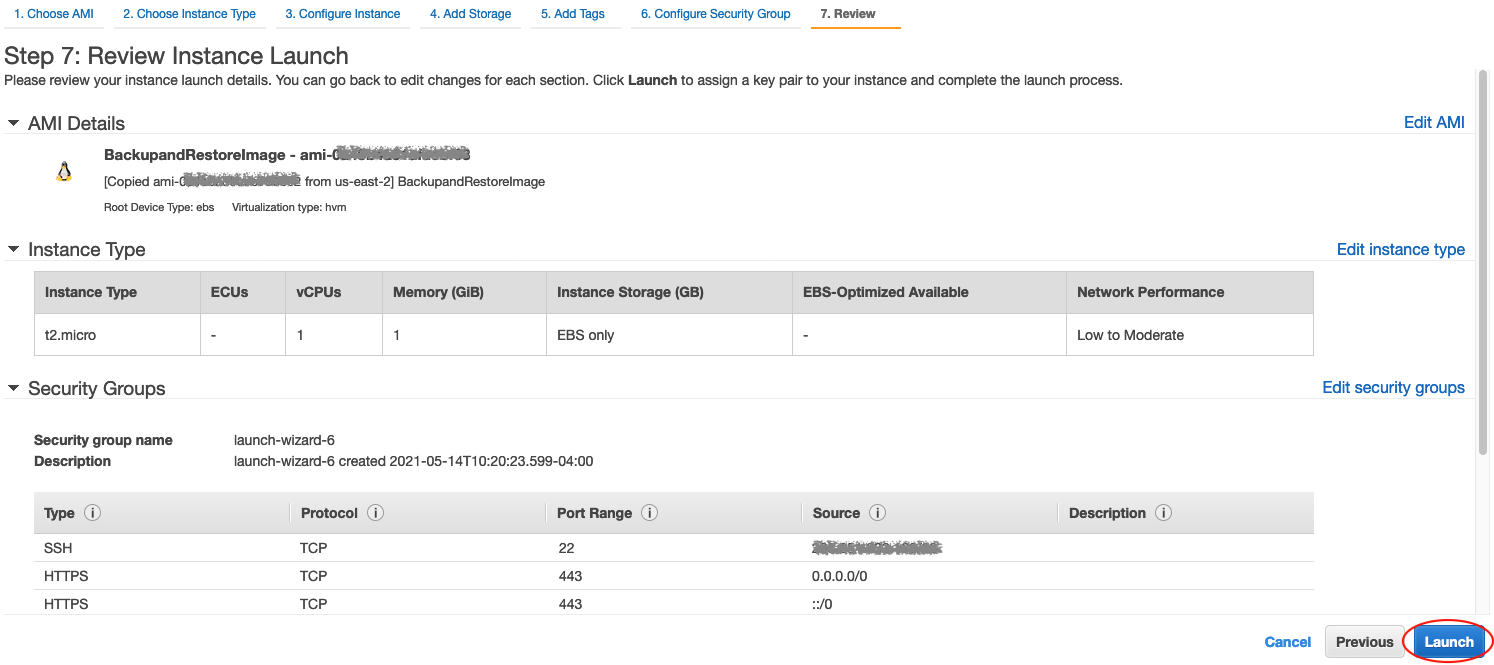 1. Choose AMI 2. Choose Instance Type 3. Configure Instance 4. Add Storage 5. Add Tags 6. Configure Security Group 7. Review
Step 7: Review Instance Launch
Please review your instance launch details. You can go back to edit changes for each section. Click Launch to assign a key pair to your instance and complete the launch process.
AMI Details Edit AMI
BackupandRestoreImage - ami-
[Copied ami- from us-east-2] BackupandRestoreImage
Root Device Type: ebs Virtualization type: hvm
Instance Type Edit instance type
Instance Type ECUs vCPUs Memory (GiB) Instance Storage (GB) EBS-Optimized Available Network Performance
t2.micro - 1 1 EBS only - Low to Moderate
Security Groups Edit security groups
Security group name launch-wizard-6
Description launch-wizard-6 created 2021-05-14T10:20:23.599-04:00
Type Protocol Port Range Source Description
SSH TCP 22
HTTPS TCP 443 0.0.0.0/0
HTTPS TCP 443 ::/0
Cancel Previous Launch